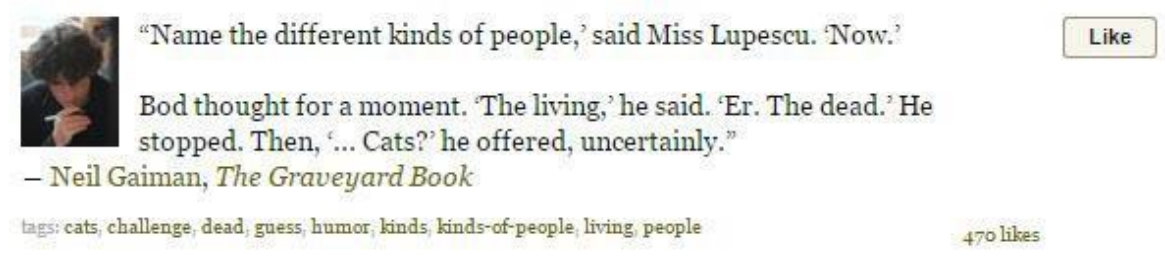 “Name the different kinds of people,’ said Miss Lupescu. ‘Now.’
Like
Bod thought for a moment. ‘The living,’ he said. ‘Er. The dead.’ He
stopped. Then, ‘... Cats?’ he offered, uncertainly.”
― Neil Gaiman, The Graveyard Book
tags: cats, challenge, dead, guess, humor, kinds, kinds-of-people, living, people
470 likes